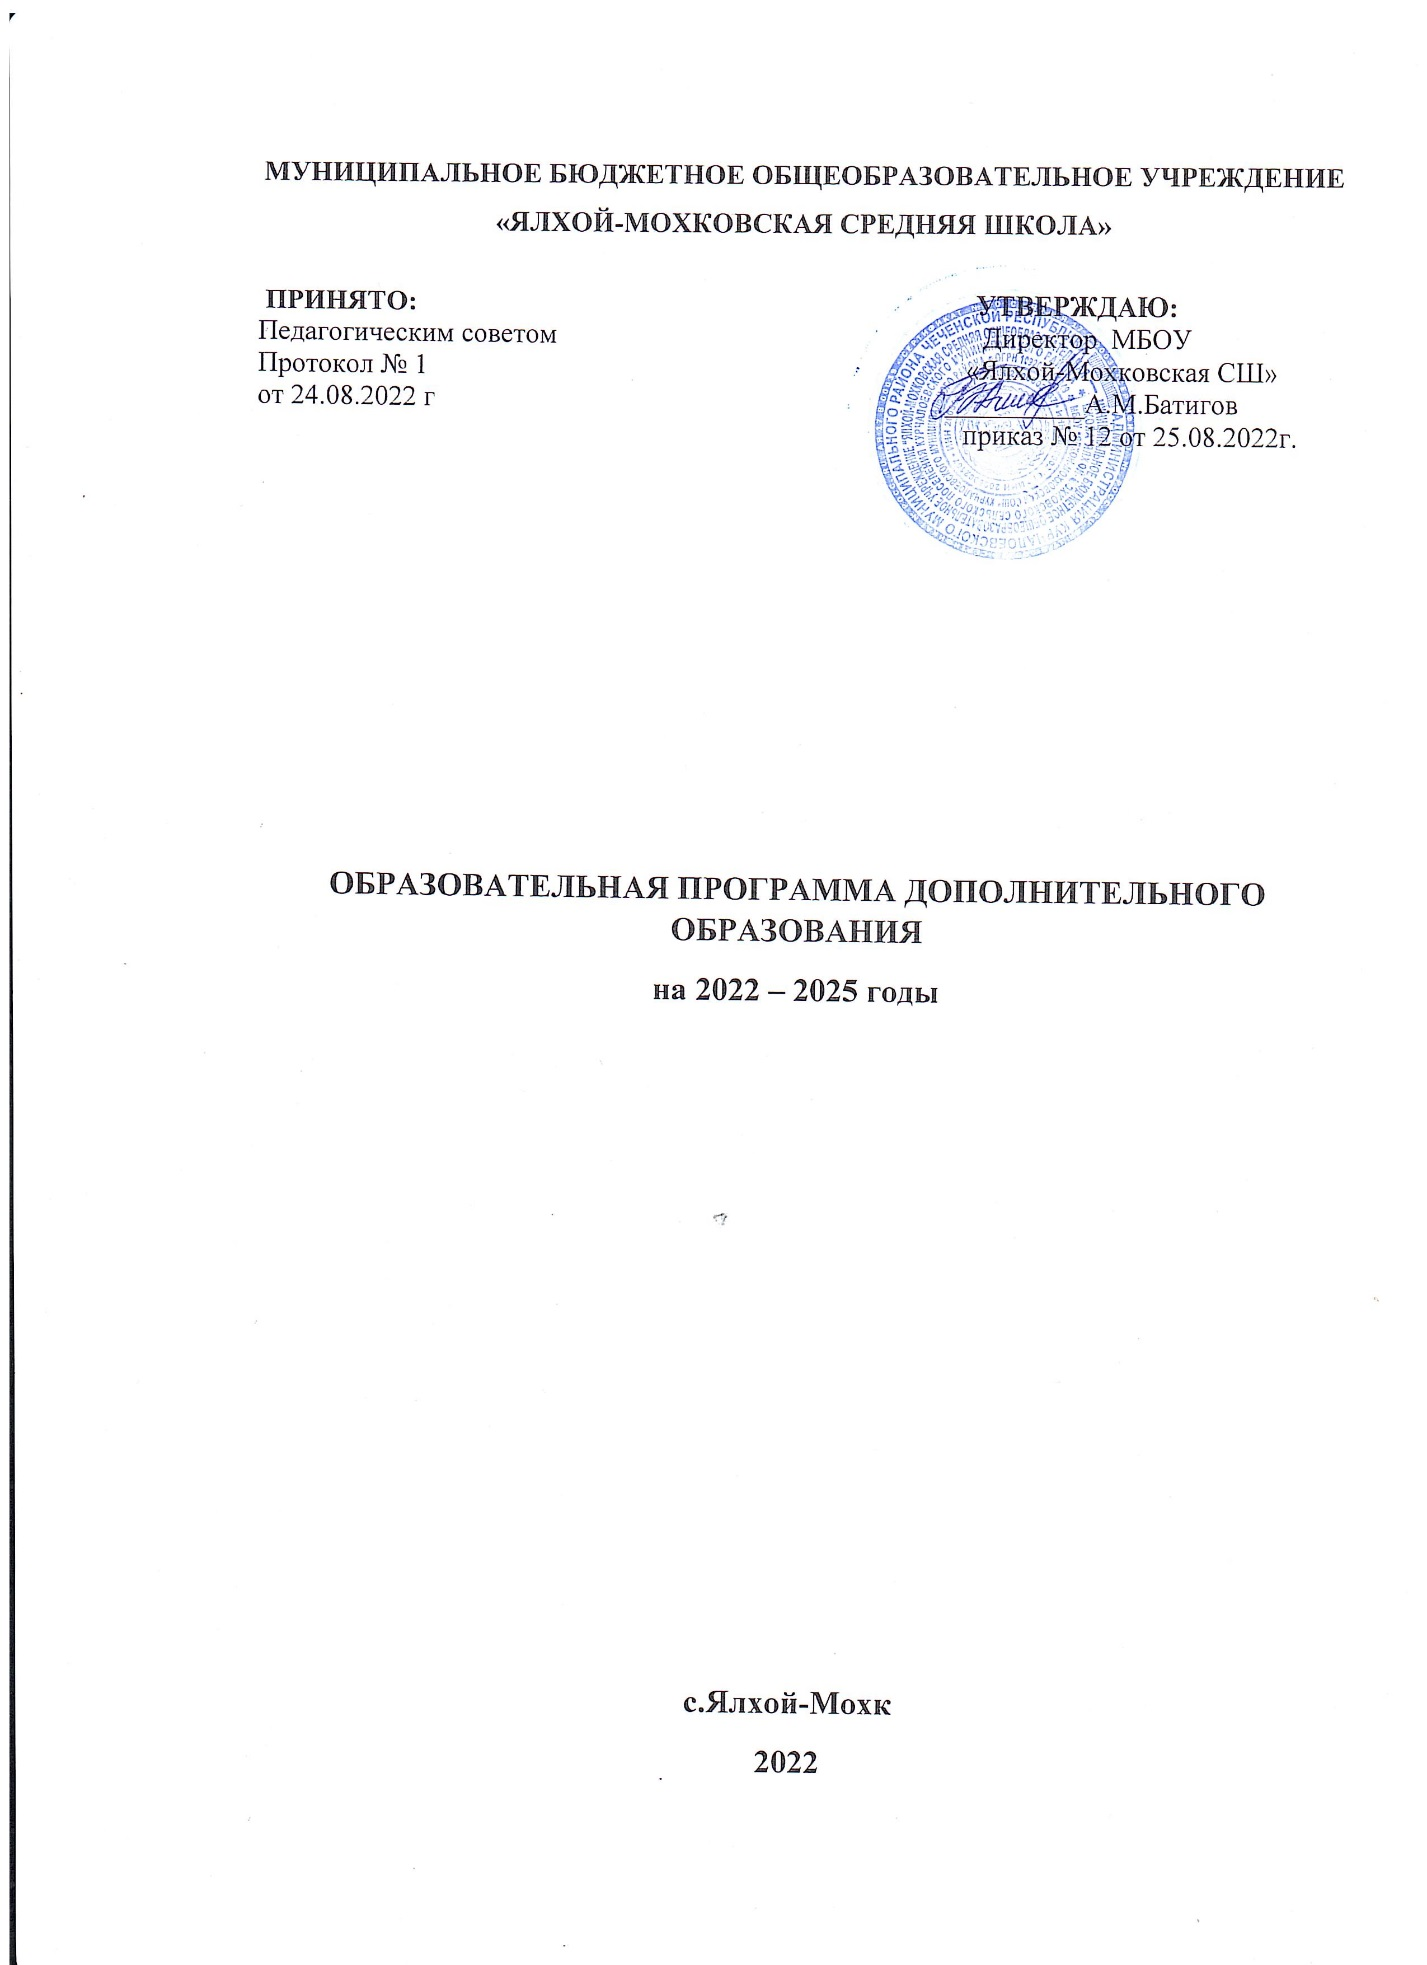 МУНИЦИПАЛЬНОЕ БЮДЖЕТНОЕ ОБЩЕОБРАЗОВАТЕЛЬНОЕ УЧРЕЖДЕНИЕ
«ЯЛХОЙ-МОХКОВСКАЯ СРЕДНЯЯ ШКОЛА»
ПРИНЯТО:
Педагогическим советом
Протокол № 1
от 24.08.2022 г
УТВЕРЖДАЮ:
Директор МБОУ
«Ялхой-Мохковская СШ»
А.М.Батигов
приказ № 12 от 25.08.2022г.
ОБРАЗОВАТЕЛЬНАЯ ПРОГРАММА ДОПОЛНИТЕЛЬНОГО
ОБРАЗОВАНИЯ
на 2022 – 2025 годы
с.Ялхой-Мохк
2022